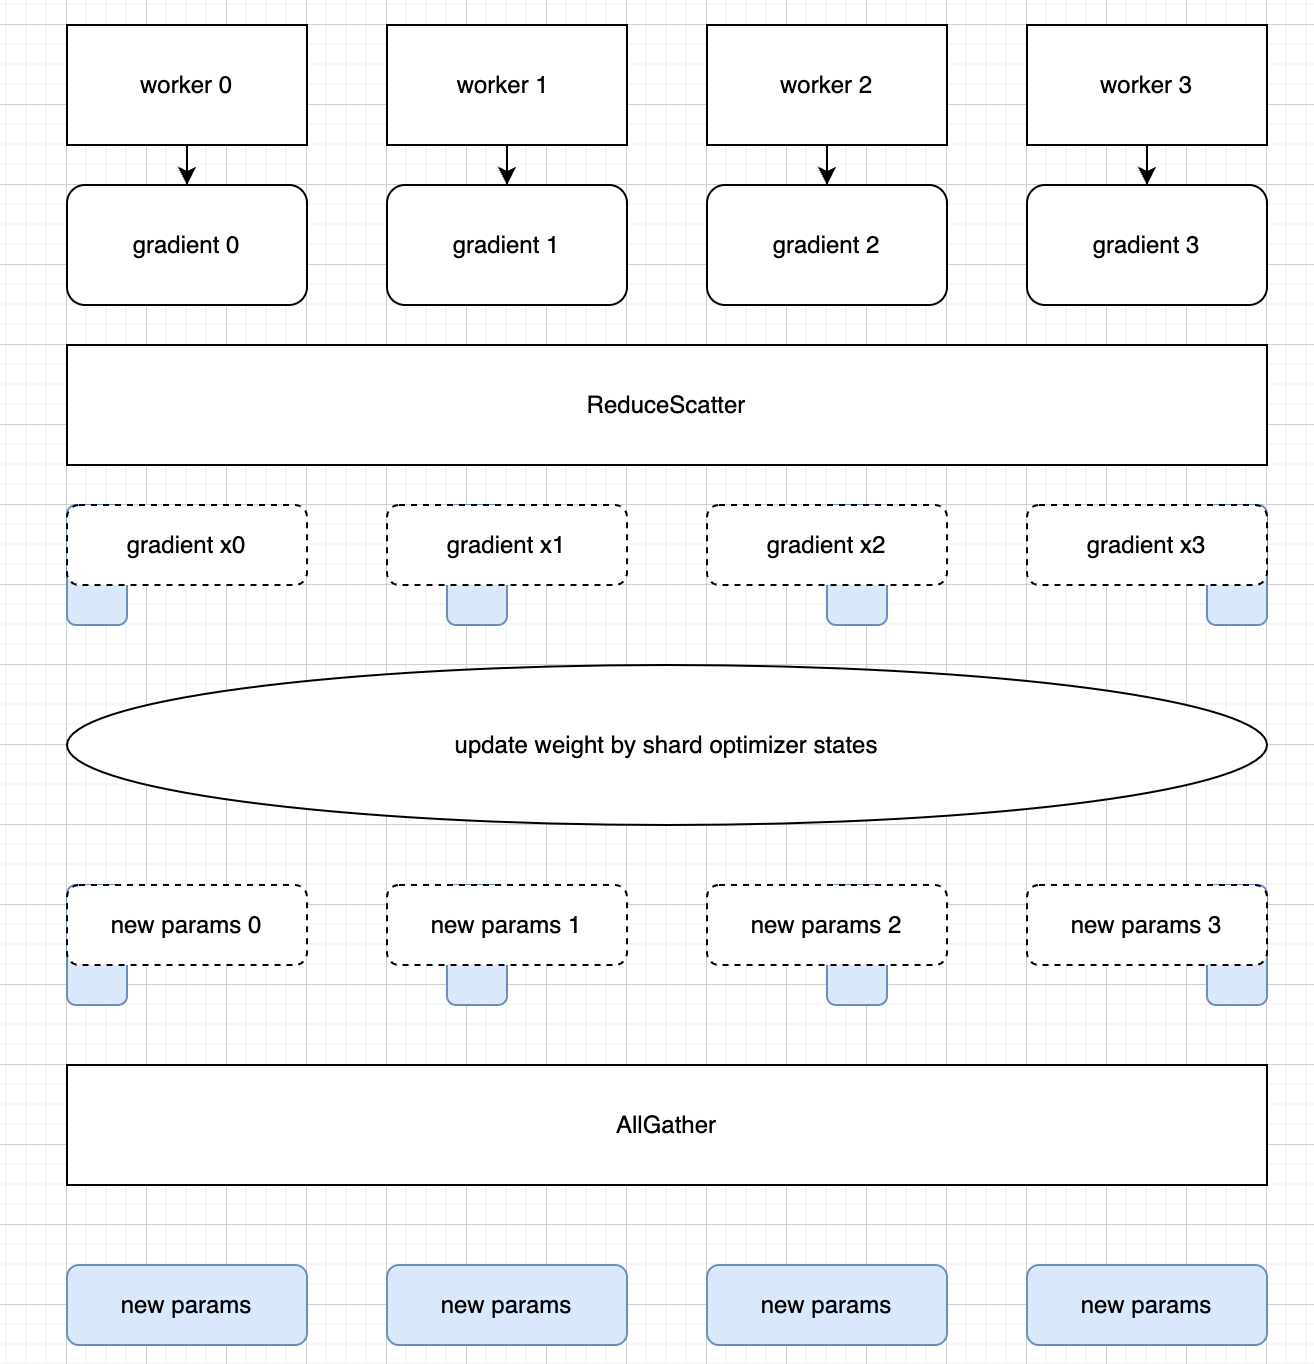 worker 0
worker 1
worker 2
worker 3
gradient 0
gradient 1
gradient 2
gradient 3
ReduceScatter
gradient x0
gradient x1
gradient x2
gradient x3
update weight by shard optimizer states
new params 0
new params 1
new params 2
new params 3
AllGather
new params
new params
new params
new params